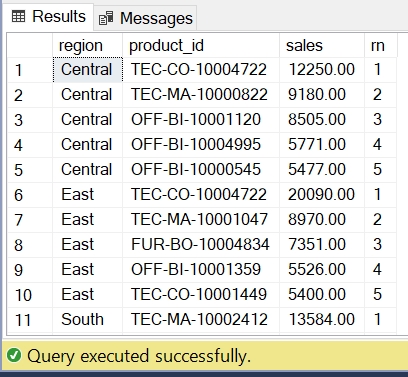 Results Messages
region product_id sales rn
1 Central TEC-CO-10004722 12250.00 1
2 Central TEC-MA-10000822 9180.00 2
3 Central OFF-BI-10001120 8505.00 3
4 Central OFF-BI-10004995 5771.00 4
5 Central OFF-BI-10000545 5477.00 5
6 East TEC-CO-10004722 20090.00 1
7 East TEC-MA-10001047 8970.00 2
8 East FUR-BO-10004834 7351.00 3
9 East OFF-BI-10001359 5526.00 4
10 East TEC-CO-10001449 5400.00 5
11 South TEC-MA-10002412 13584.00 1
Query executed successfully.